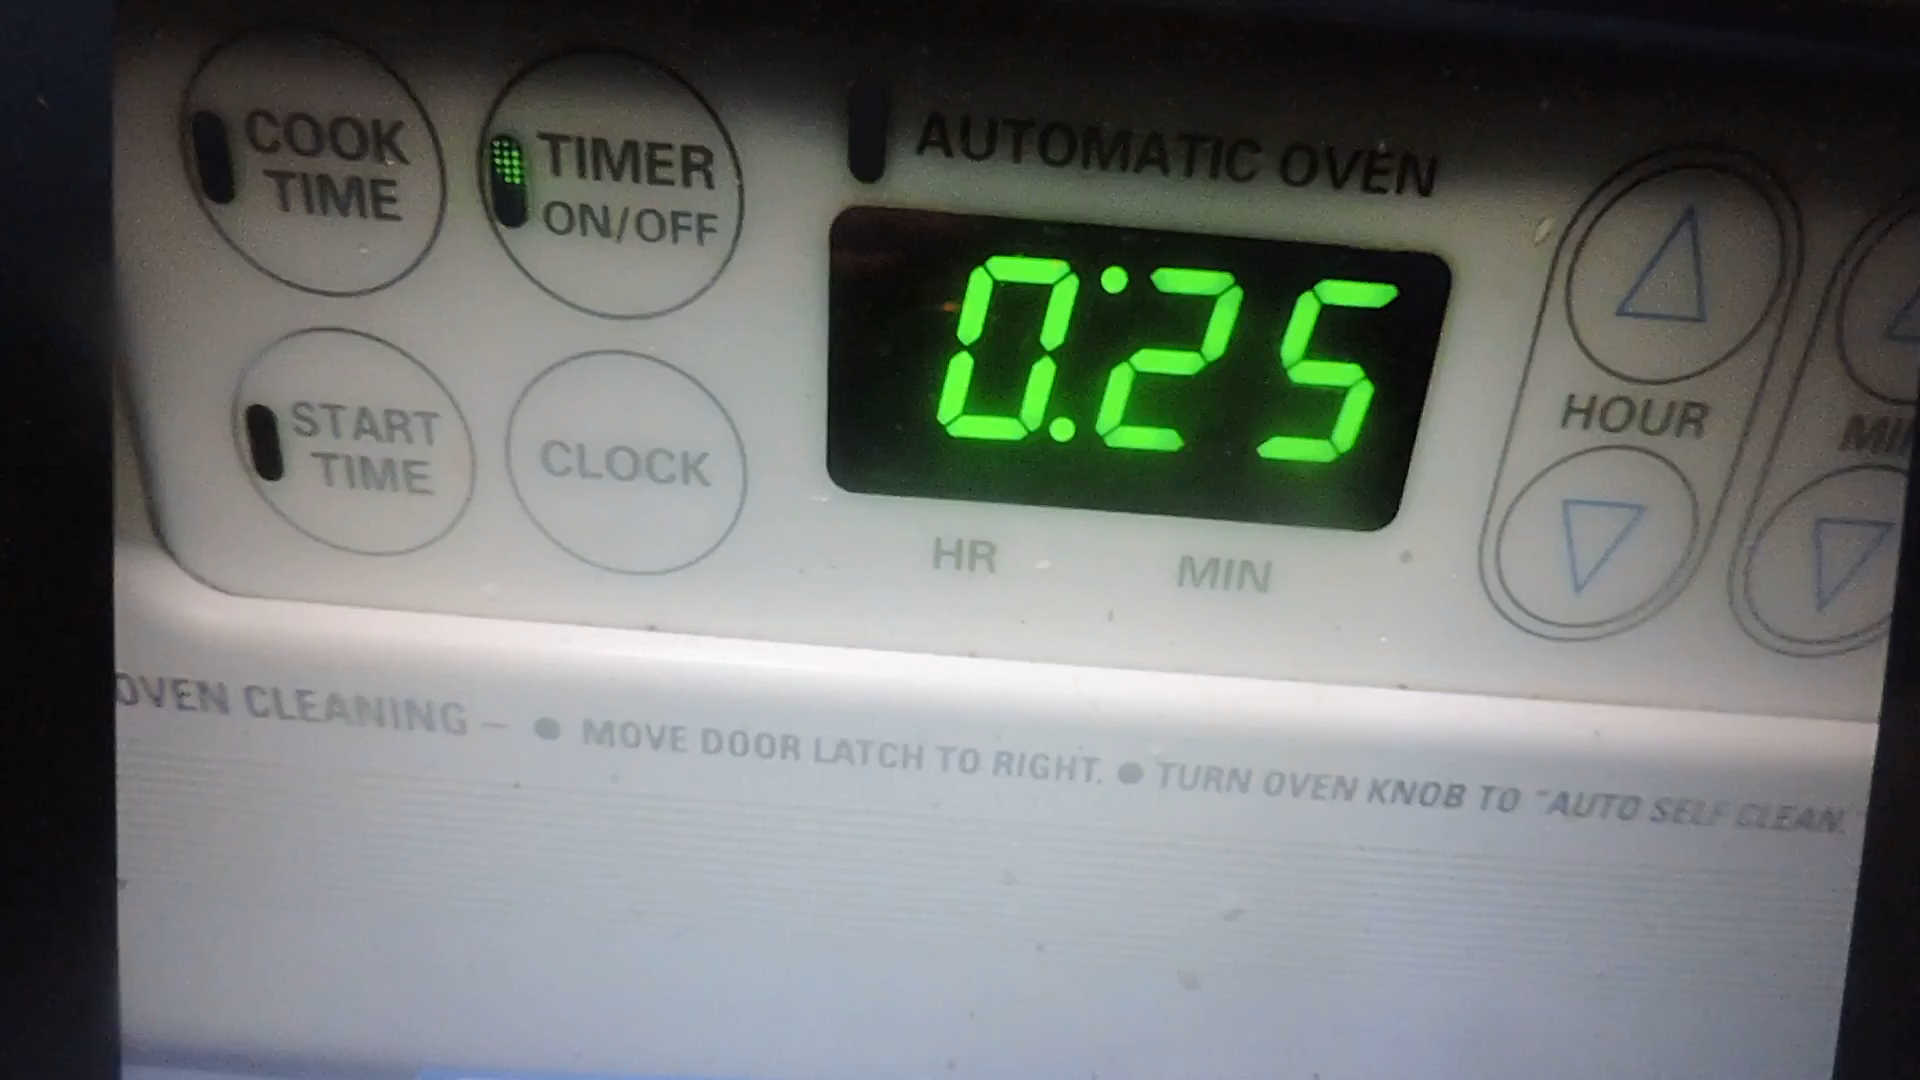 COOK
TIME
TIMER
ON/OFF
AUTOMATIC OVEN
0:25
START
TIME
CLOCK
HOUR
HR
MIN
OVEN CLEANING – ● MOVE DOOR LATCH TO RIGHT. ● TURN OVEN KNOB TO "AUTO SELF CLEAN."